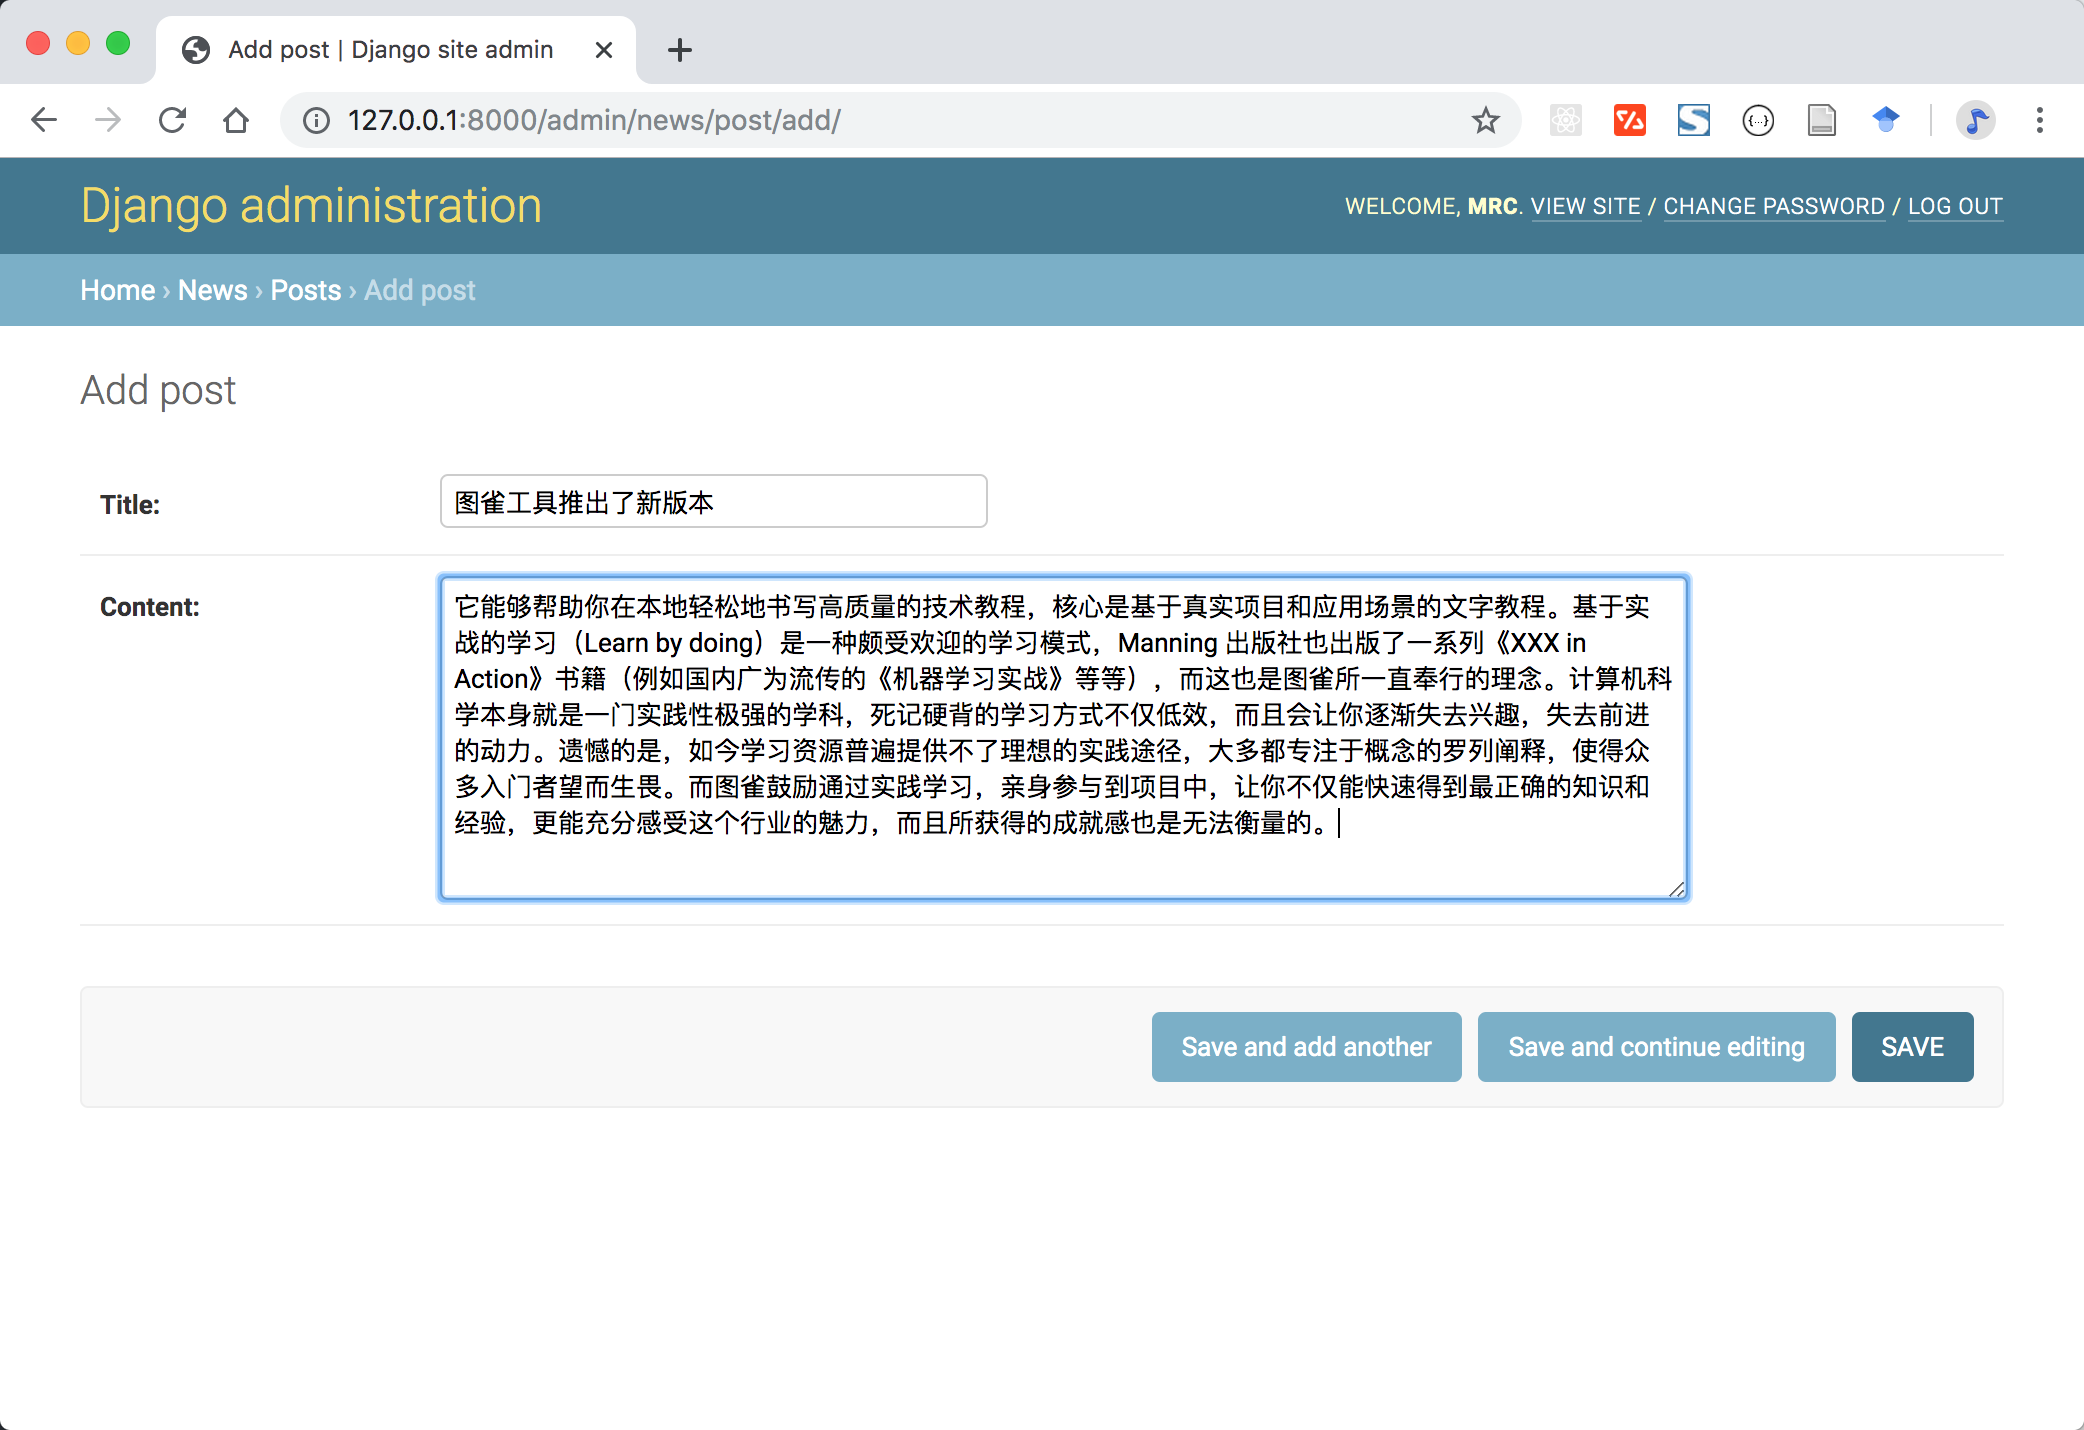 Add post | Django site admin
127.0.0.1:8000/admin/news/post/add/
Django administration
WELCOME, MRC. VIEW SITE / CHANGE PASSWORD / LOG OUT
Home › News › Posts › Add post
Add post
Title:
图雀工具推出了新版本
Content:
它能够帮助你在本地轻松地书写高质量的技术教程，核心是基于真实项目和应用场景的文字教程。基于实
战的学习（Learn by doing）是一种颇受欢迎的学习模式，Manning 出版社也出版了一系列《XXX in
Action》书籍（例如国内广为流传的《机器学习实战》等等），而这也是图雀所一直奉行的理念。计算机科
学本身就是一门实践性极强的学科，死记硬背的学习方式不仅低效，而且会让你逐渐失去兴趣，失去前进
的动力。遗憾的是，如今学习资源普遍提供不了理想的实践途径，大多都专注于概念的罗列阐释，使得众
多入门者望而生畏。而图雀鼓励通过实践学习，亲身参与到项目中，让你不仅能快速得到最正确的知识和
经验，更能充分感受这个行业的魅力，而且所获得的成就感也是无法衡量的。
Save and add another
Save and continue editing
SAVE